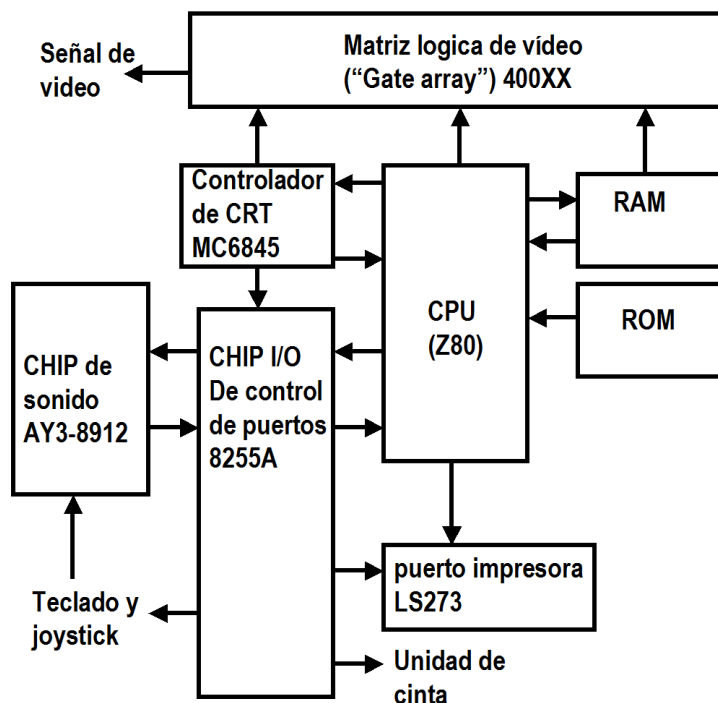 Señal de
video
Matriz logica de vídeo
(“Gate array”) 400XX
Controlador
de CRT
MC6845
CPU
(Z80)
RAM
ROM
CHIP de
sonido
AY3-8912
CHIP I/O
De control
de puertos
8255A
puerto impresora
LS273
Teclado y
joystick
Unidad de
cinta